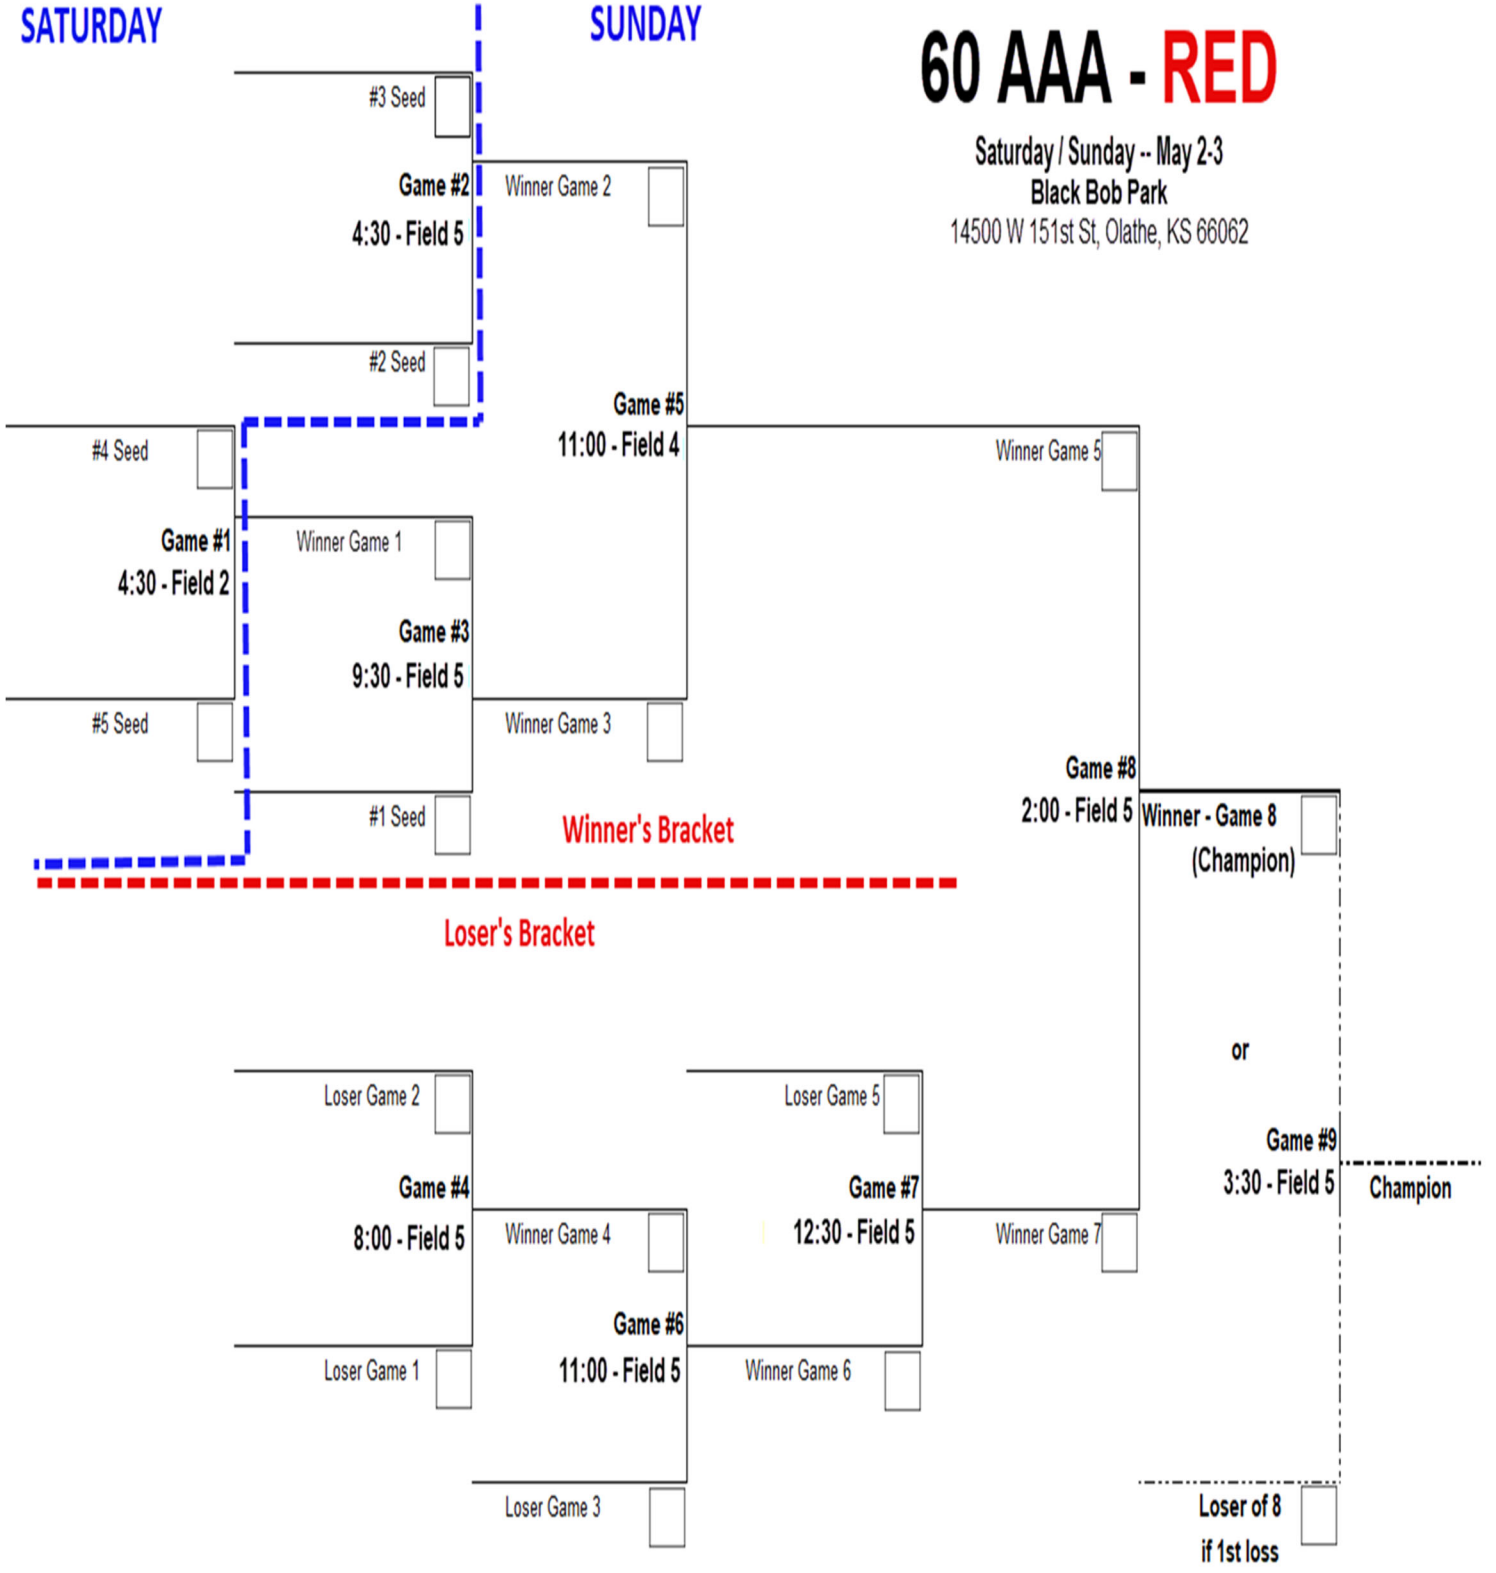 SATURDAY
SUNDAY
60 AAA - RED
Saturday / Sunday -- May 2-3
Black Bob Park
14500 W 151st St, Olathe, KS 66062
#3 Seed
Game #2
4:30 - Field 5
#2 Seed
Winner Game 2
Game #5
11:00 - Field 4
Winner Game 5
#4 Seed
Game #1
4:30 - Field 2
#5 Seed
Winner Game 1
Game #3
9:30 - Field 5
#1 Seed
Winner Game 3
Game #8
2:00 - Field 5
Winner - Game 8
(Champion)
Winner's Bracket
Loser's Bracket
or
Loser Game 2
Game #4
8:00 - Field 5
Loser Game 1
Winner Game 4
Game #6
11:00 - Field 5
Loser Game 3
Loser Game 5
Game #7
12:30 - Field 5
Winner Game 6
Winner Game 7
Game #9
3:30 - Field 5
Champion
Loser of 8
if 1st loss